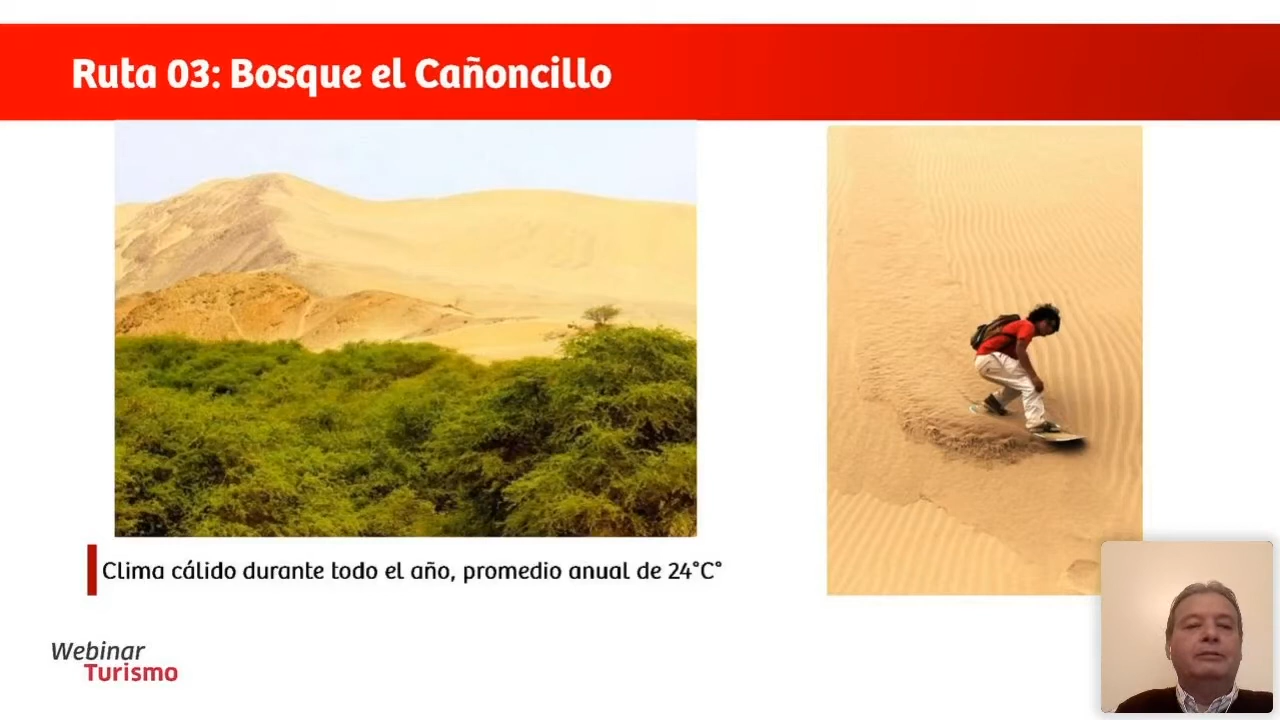 Ruta 03: Bosque el Cañoncillo
Clima cálido durante todo el año, promedio anual de 24°C°
Webinar
Turismo